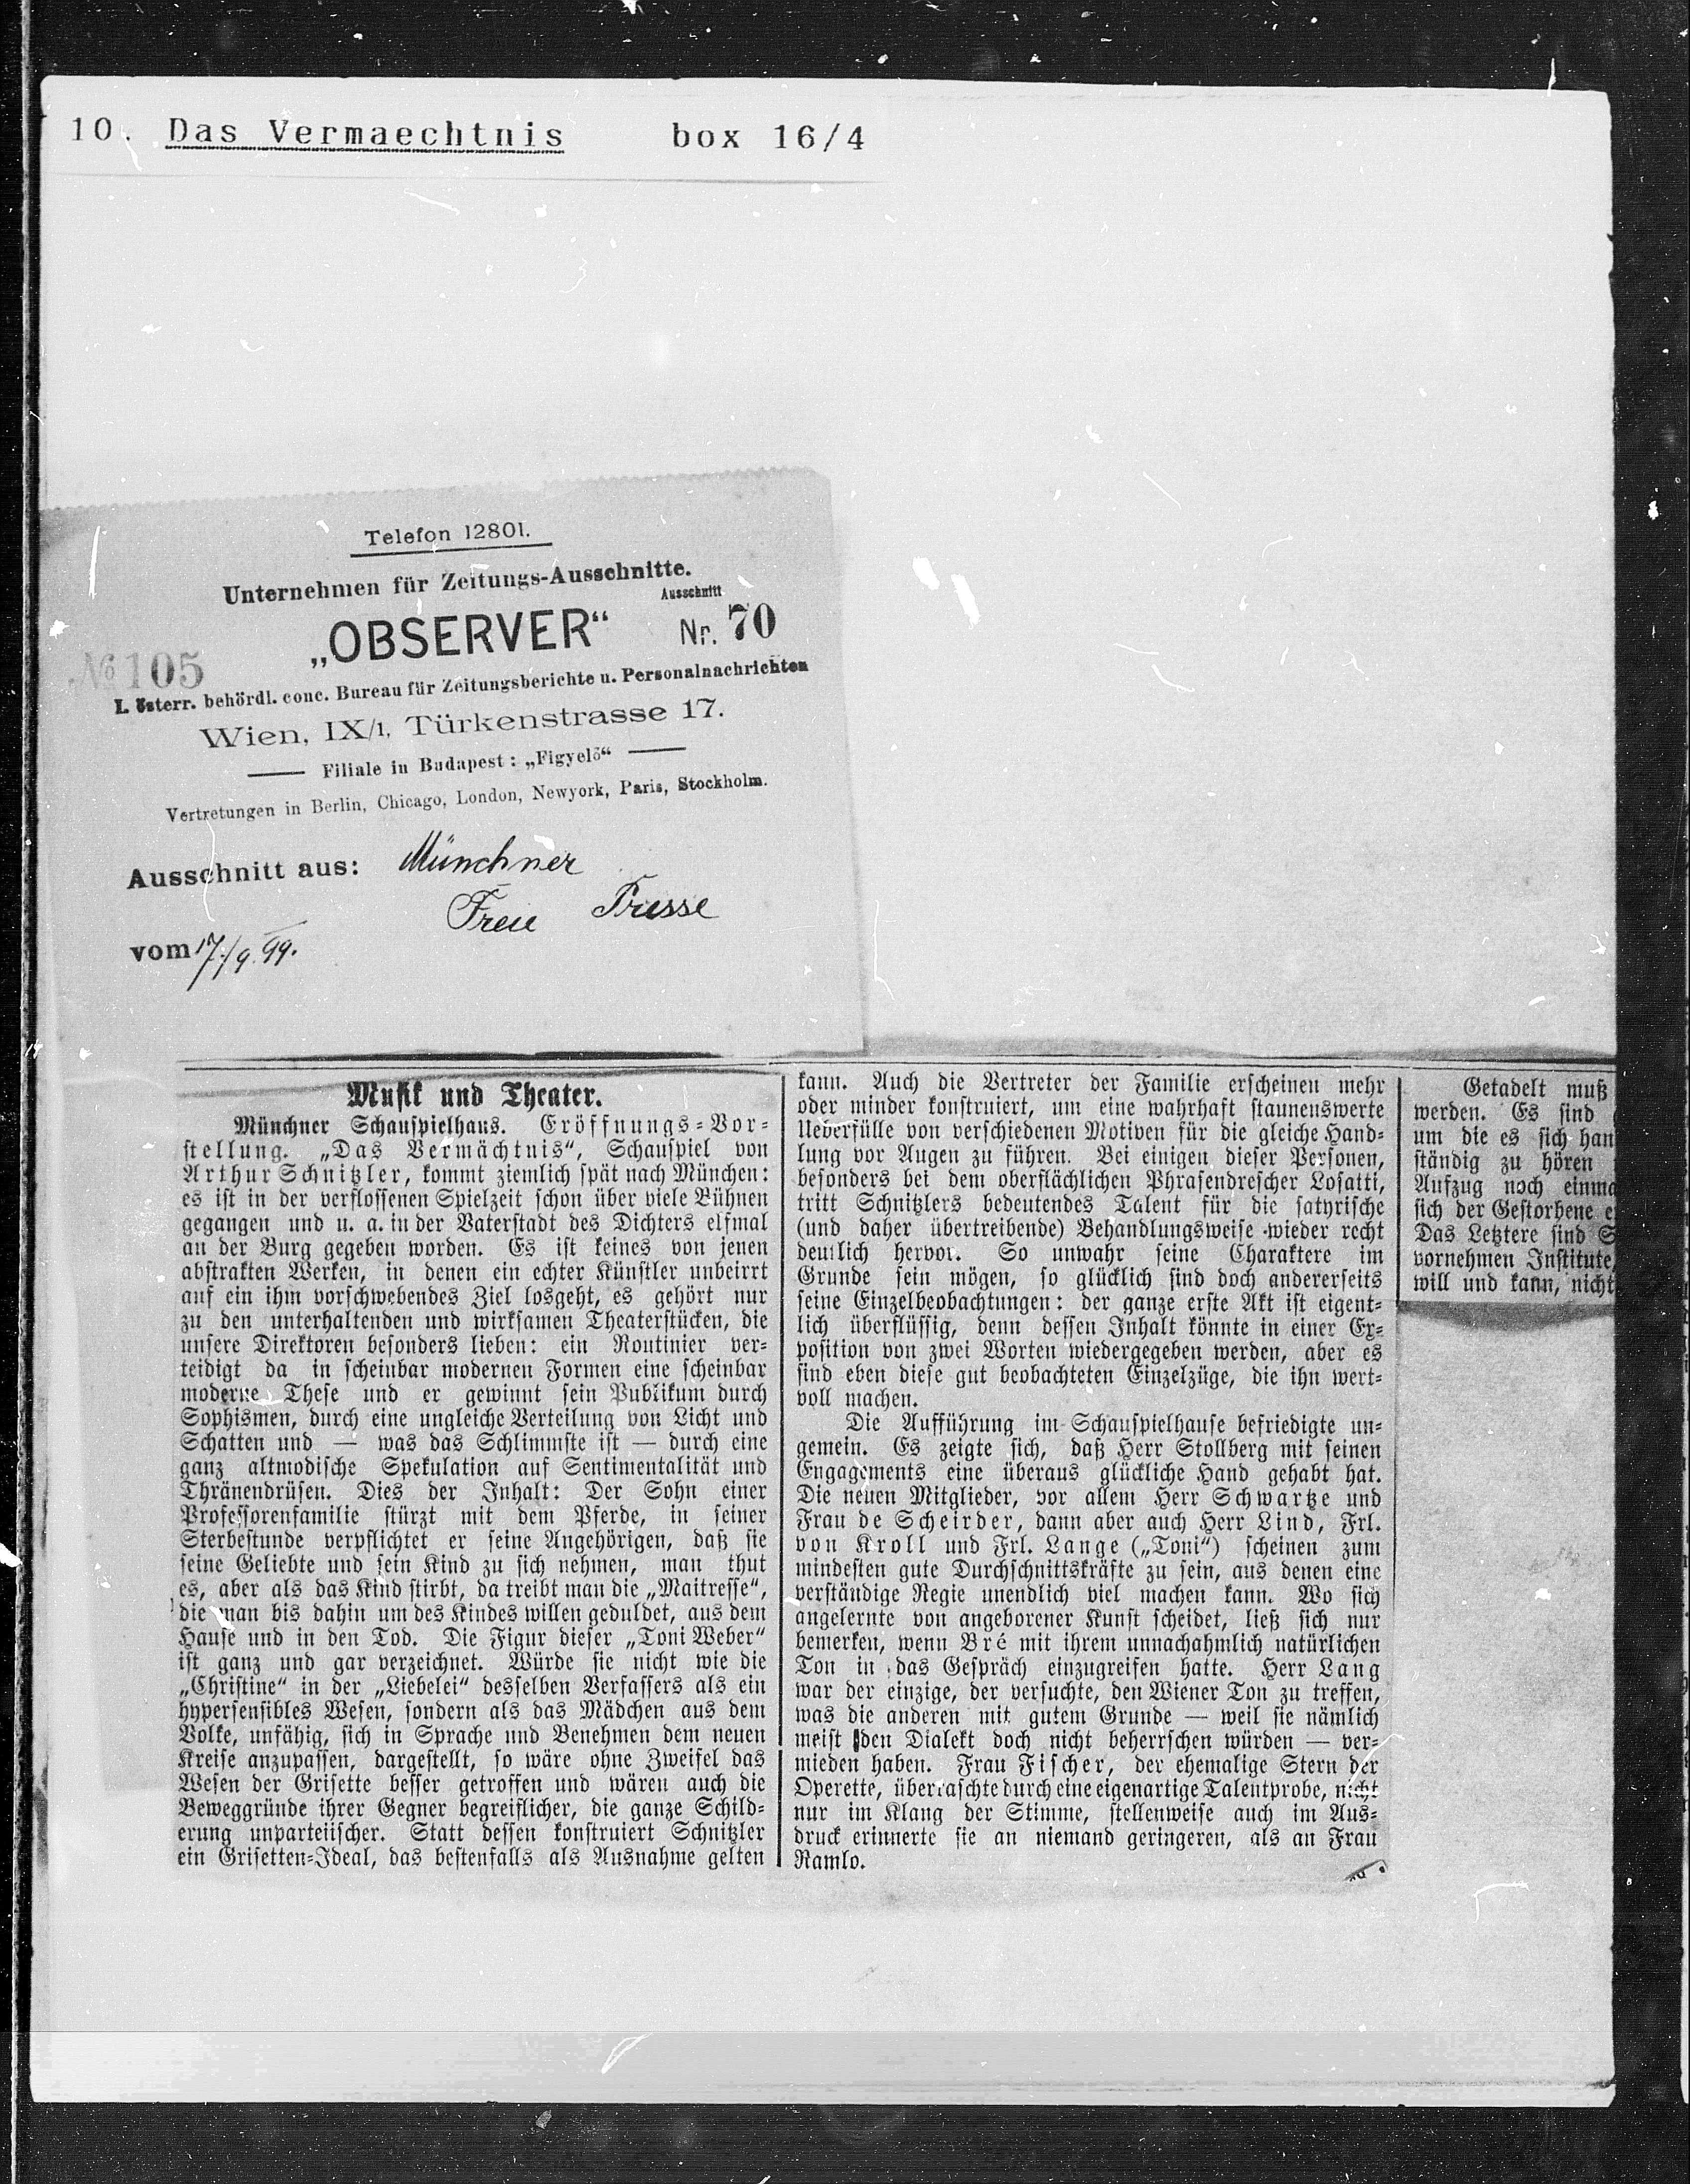 10. Das Vermaechtnis box 16/4
Telefon 12801.
Unternehmen für Zeitungs-Ausschnitte.
Ausschnitt
„OBSERVER“ Nr. 70
№ 105
I. österr. behördl. conc. Bureau für Zeitungsberichte u. Personalnachrichten
Wien, IX/1, Türkenstrasse 17.
Filiale in Budapest: „Figyelő“
Vertretungen in Berlin, Chicago, London, Newyork, Paris, Stockholm.
Ausschnitt aus: Münchner
Freie Presse
vom 17./9. 99.
Musik und Theater.
Münchner Schauspielhaus. Eröffnungs-Vor-
stellung. „Das Vermächtnis“, Schauspiel von
Arthur Schnitzler, kommt ziemlich spät nach München:
es ist in der verflossenen Spielzeit schon über viele Bühnen
gegangen und u. a. in der Vaterstadt des Dichters elfmal
an der Burg gegeben worden. Es ist keines von jenen
abstrakten Werken, in denen ein echter Künstler unbeirrt
auf ein ihm vorschwebendes Ziel losgeht, es gehört nur
zu den unterhaltenden und wirksamen Theaterstücken, die
unsere Direktoren besonders lieben: ein Routinier ver-
teidigt da in scheinbar modernen Formen eine scheinbar
moderne These und er gewinnt sein Publikum durch
Sophismen, durch eine ungleiche Verteilung von Licht und
Schatten und — was das Schlimmste ist — durch eine
ganz altmodische Spekulation auf Sentimentalität und
Thränendrüsen. Dies der Inhalt: Der Sohn einer
Professorenfamilie stürzt mit dem Pferde, in seiner
Sterbestunde verpflichtet er seine Angehörigen, daß sie
seine Geliebte und sein Kind zu sich nehmen, man thut
es, aber als das Kind stirbt, da treibt man die „Maitresse“,
die man bis dahin um des Kindes willen geduldet, aus dem
Hause und in den Tod. Die Figur dieser „Toni Weber“
ist ganz und gar verzeichnet. Würde sie nicht wie die
„Christine“ in der „Liebelei“ desselben Verfassers als ein
hypersensibles Wesen, sondern als das Mädchen aus dem
Volke, unfähig, sich in Sprache und Benehmen dem neuen
Kreise anzupassen, dargestellt, so wäre ohne Zweifel das
Wesen der Grisette besser getroffen und wären auch die
Beweggründe ihrer Gegner begreiflicher, die ganze Schild-
erung unparteiischer. Statt dessen konstruiert Schnitzler
ein Grisetten-Ideal, das bestenfalls als Ausnahme gelten
kann. Auch die Vertreter der Familie erscheinen mehr
oder minder konstruiert, um eine wahrhaft staunenswerte
Ueberfülle von verschiedenen Motiven für die gleiche Hand-
lung vor Augen zu führen. Bei einigen dieser Personen,
besonders bei dem oberflächlichen Phrasendrescher Losatti,
tritt Schnitzlers bedeutendes Talent für die satyrische
(und daher übertreibende) Behandlungsweise wieder recht
deutlich hervor. So unwahr seine Charaktere im
Grunde sein mögen, so glücklich sind doch andererseits
seine Einzelbeobachtungen: der ganze erste Akt ist eigent-
lich überflüssig, denn dessen Inhalt könnte in einer Ex-
position von zwei Worten wiedergegeben werden, aber es
sind eben diese gut beobachteten Einzelzüge, die ihn wert-
voll machen.
Die Aufführung im Schauspielhause befriedigte un-
gemein. Es zeigte sich, daß Herr Stollberg mit seinen
Engagements eine überaus glückliche Hand gehabt hat.
Die neuen Mitglieder, vor allem Herr Schwartze und
Frau de Scheirder, dann aber auch Herr Lind, Frl.
von Kroll und Frl. Lange („Toni“) scheinen zum
mindesten gute Durchschnittskräfte zu sein, aus denen eine
verständige Regie unendlich viel machen kann. Wo sich
angelernte von angeborener Kunst scheidet, ließ sich nur
bemerken, wenn Bré mit ihrem unnachahmlich natürlichen
Ton in das Gespräch einzugreifen hatte. Herr Lang
war der einzige, der versuchte, den Wiener Ton zu treffen,
was die anderen mit gutem Grunde — weil sie nämlich
meist den Dialekt doch nicht beherrschen würden — ver-
mieden haben. Frau Fischer, der ehemalige Stern der
Operette, überraschte durch eine eigenartige Talentprobe, nicht
nur im Klang der Stimme, stellenweise auch im Aus-
druck erinnerte sie an niemand geringeren, als an Frau
Ramlo.
Getadelt muß
werden. Es sind
um die es sich han
ständig zu hören
Aufzug noch einma
sich der Gestorbene e
Das Letztere sind S
vornehmen Institute,
will und kann, nicht